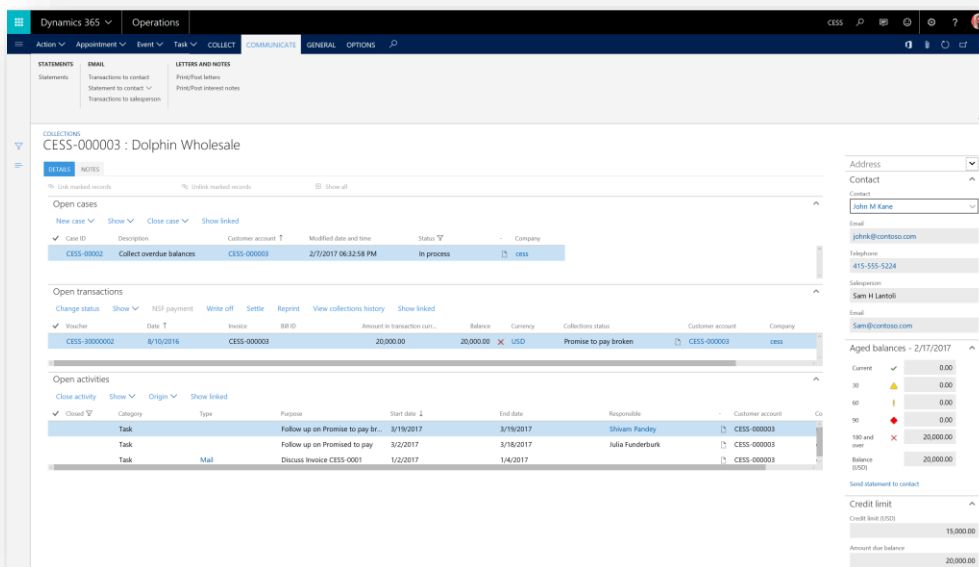 Dynamics 365 Operations CESS ?
Action Appointment Event Task COLLECT COMMUNICATE GENERAL OPTIONS
STATEMENTS EMAIL LETTERS AND NOTES
Statements Transactions to contact Print/Post letters
Statement to contact Print/Post interest notes
Transactions to salesperson
COLLECTIONS
CESS-000003 : Dolphin Wholesale
DETAILS NOTES
Link marked records Unlink marked records Show all
Open cases
New case Show Close case Show linked
Case ID Description Customer account Modified date and time Status Company
CESS-00002 Collect overdue balances CESS-000003 2/7/2017 06:32:58 PM In process cess
Open transactions
Change status Show NSF payment Write off Settle Reprint View collections history Show linked
Voucher Date Invoice Bill ID Amount in transaction curr... Balance Currency Collections status Customer account Company
CESS-30000002 8/10/2016 CESS-000003 20,000.00 20,000.00 USD Promise to pay broken CESS-000003 cess
Open activities
Close activity Show Origin Show linked
Closed Category Type Purpose Start date End date Responsible Customer account Co
Task Follow up on Promise to pay br... 3/19/2017 3/19/2017 Shivam Pandey CESS-000003
Task Follow up on Promised to pay 3/2/2017 3/18/2017 Julia Funderburk CESS-000003
Task Mail Discuss Invoice CESS-0001 1/2/2017 1/4/2017 CESS-000003
Address
Contact
Contact
John M Kane
Email
johnk@contoso.com
Telephone
415-555-5224
Salesperson
Sam H Lantoli
Email
Sam@contoso.com
Aged balances - 2/17/2017
Current 0.00
30 0.00
60 0.00
90 0.00
180 and over 20,000.00
Balance (USD) 20,000.00
Send statement to contact
Credit limit
Credit limit (USD)
15,000.00
Amount due balance
20,000.00